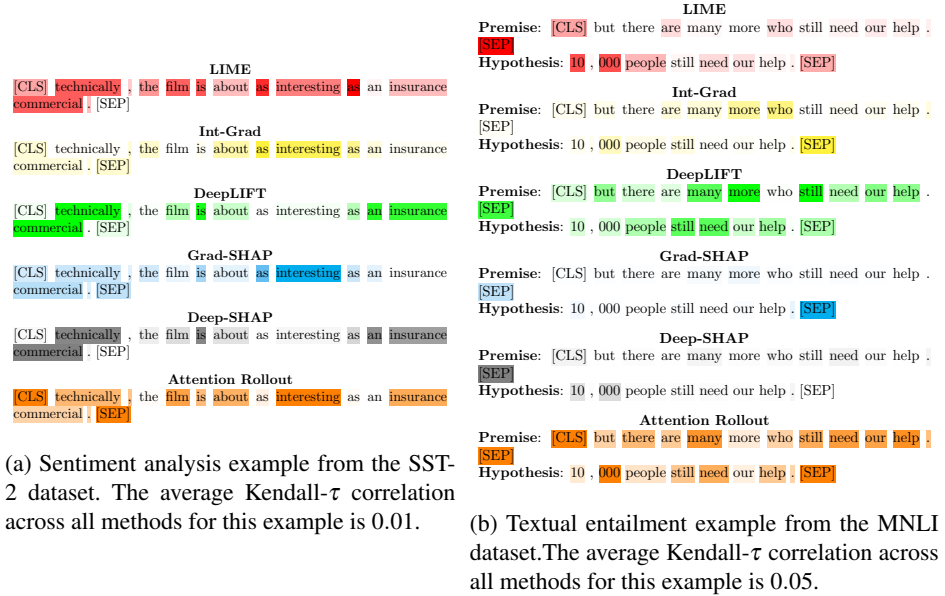 LIME
[CLS] technically , the film is about as interesting as an insurance
commercial . [SEP]
Int-Grad
[CLS] technically , the film is about as interesting as an insurance
commercial . [SEP]
DeepLIFT
[CLS] technically , the film is about as interesting as an insurance
commercial . [SEP]
Grad-SHAP
[CLS] technically , the film is about as interesting as an insurance
commercial . [SEP]
Deep-SHAP
[CLS] technically , the film is about as interesting as an insurance
commercial . [SEP]
Attention Rollout
[CLS] technically , the film is about as interesting as an insurance
commercial . [SEP]
(a) Sentiment analysis example from the SST-
2 dataset. The average Kendall-τ correlation
across all methods for this example is 0.01.
LIME
Premise: [CLS] but there are many more who still need our help .
[SEP]
Hypothesis: 10 , 000 people still need our help . [SEP]
Int-Grad
Premise: [CLS] but there are many more who still need our help .
[SEP]
Hypothesis: 10 , 000 people still need our help . [SEP]
DeepLIFT
Premise: [CLS] but there are many more who still need our help .
[SEP]
Hypothesis: 10 , 000 people still need our help . [SEP]
Grad-SHAP
Premise: [CLS] but there are many more who still need our help .
[SEP]
Hypothesis: 10 , 000 people still need our help . [SEP]
Deep-SHAP
Premise: [CLS] but there are many more who still need our help .
[SEP]
Hypothesis: 10 , 000 people still need our help . [SEP]
Attention Rollout
Premise: [CLS] but there are many more who still need our help .
[SEP]
Hypothesis: 10 , 000 people still need our help . [SEP]
(b) Textual entailment example from the MNLI
dataset.The average Kendall-τ correlation across
all methods for this example is 0.05.